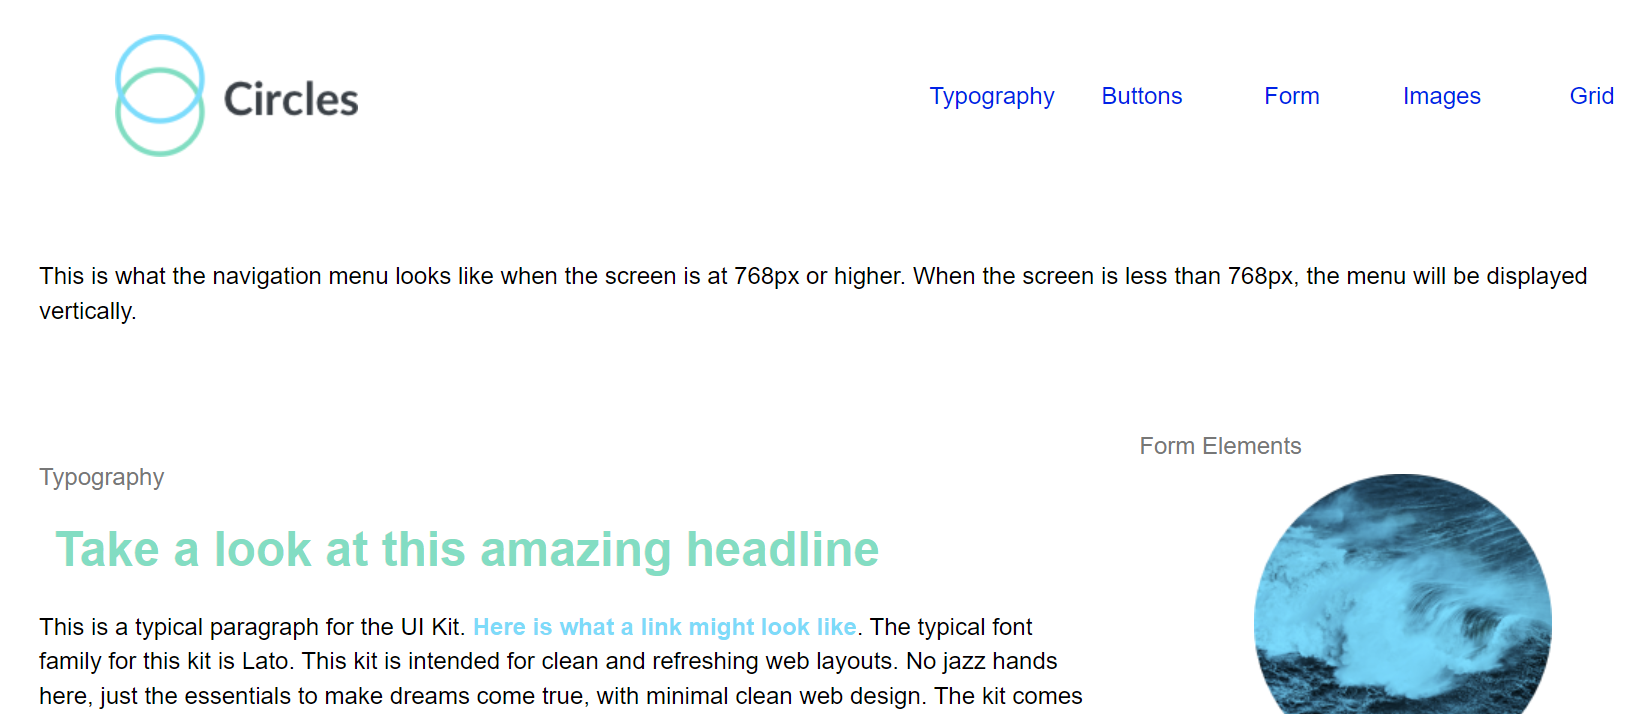 Circles
Typography Buttons Form Images Grid
This is what the navigation menu looks like when the screen is at 768px or higher. When the screen is less than 768px, the menu will be displayed
vertically.
Form Elements
Typography
Take a look at this amazing headline
This is a typical paragraph for the UI Kit. Here is what a link might look like. The typical font
family for this kit is Lato. This kit is intended for clean and refreshing web layouts. No jazz hands
here, just the essentials to make dreams come true, with minimal clean web design. The kit comes